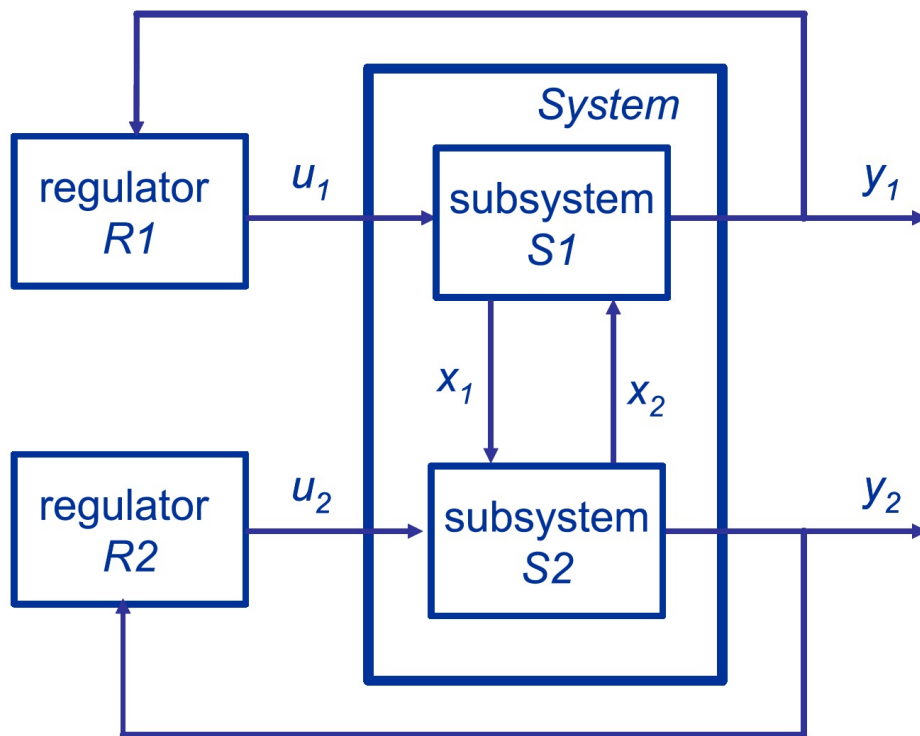 System
regulator
R1
u1
subsystem
S1
y1
x1
x2
regulator
R2
u2
subsystem
S2
y2